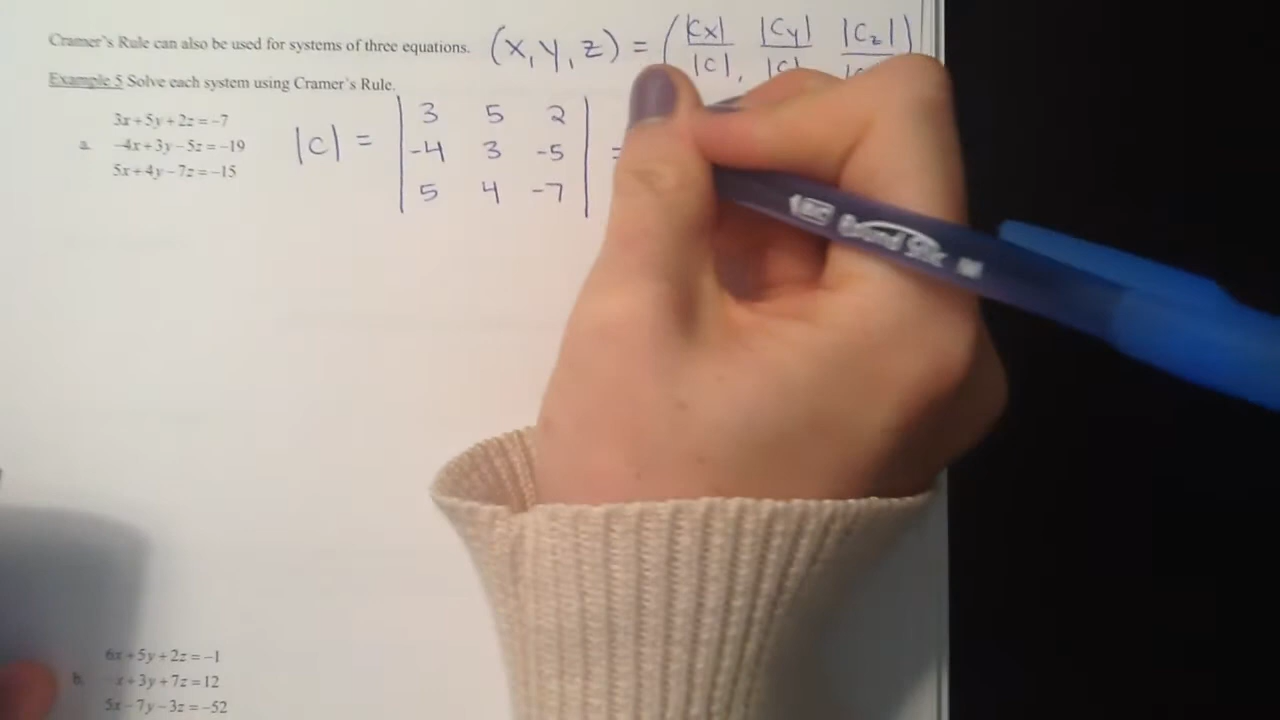 Cramer's Rule can also be used for systems of three equations. (x, y, z) = (|Cx|/|C|, |Cy|/|C|, |Cz|/
Example 5 Solve each system using Cramer's Rule.
a. 3x + 5y + 2z = -7
-4x + 3y - 5z = -19
5x + 4y - 7z = -15
|C| = | 3 5 2 |
| -4 3 -5 | =
| 5 4 -7 |
BIC Round Stic M
b. 6x + 5y + 2z = -1
x + 3y + 7z = 12
5x - 7y - 3z = -52